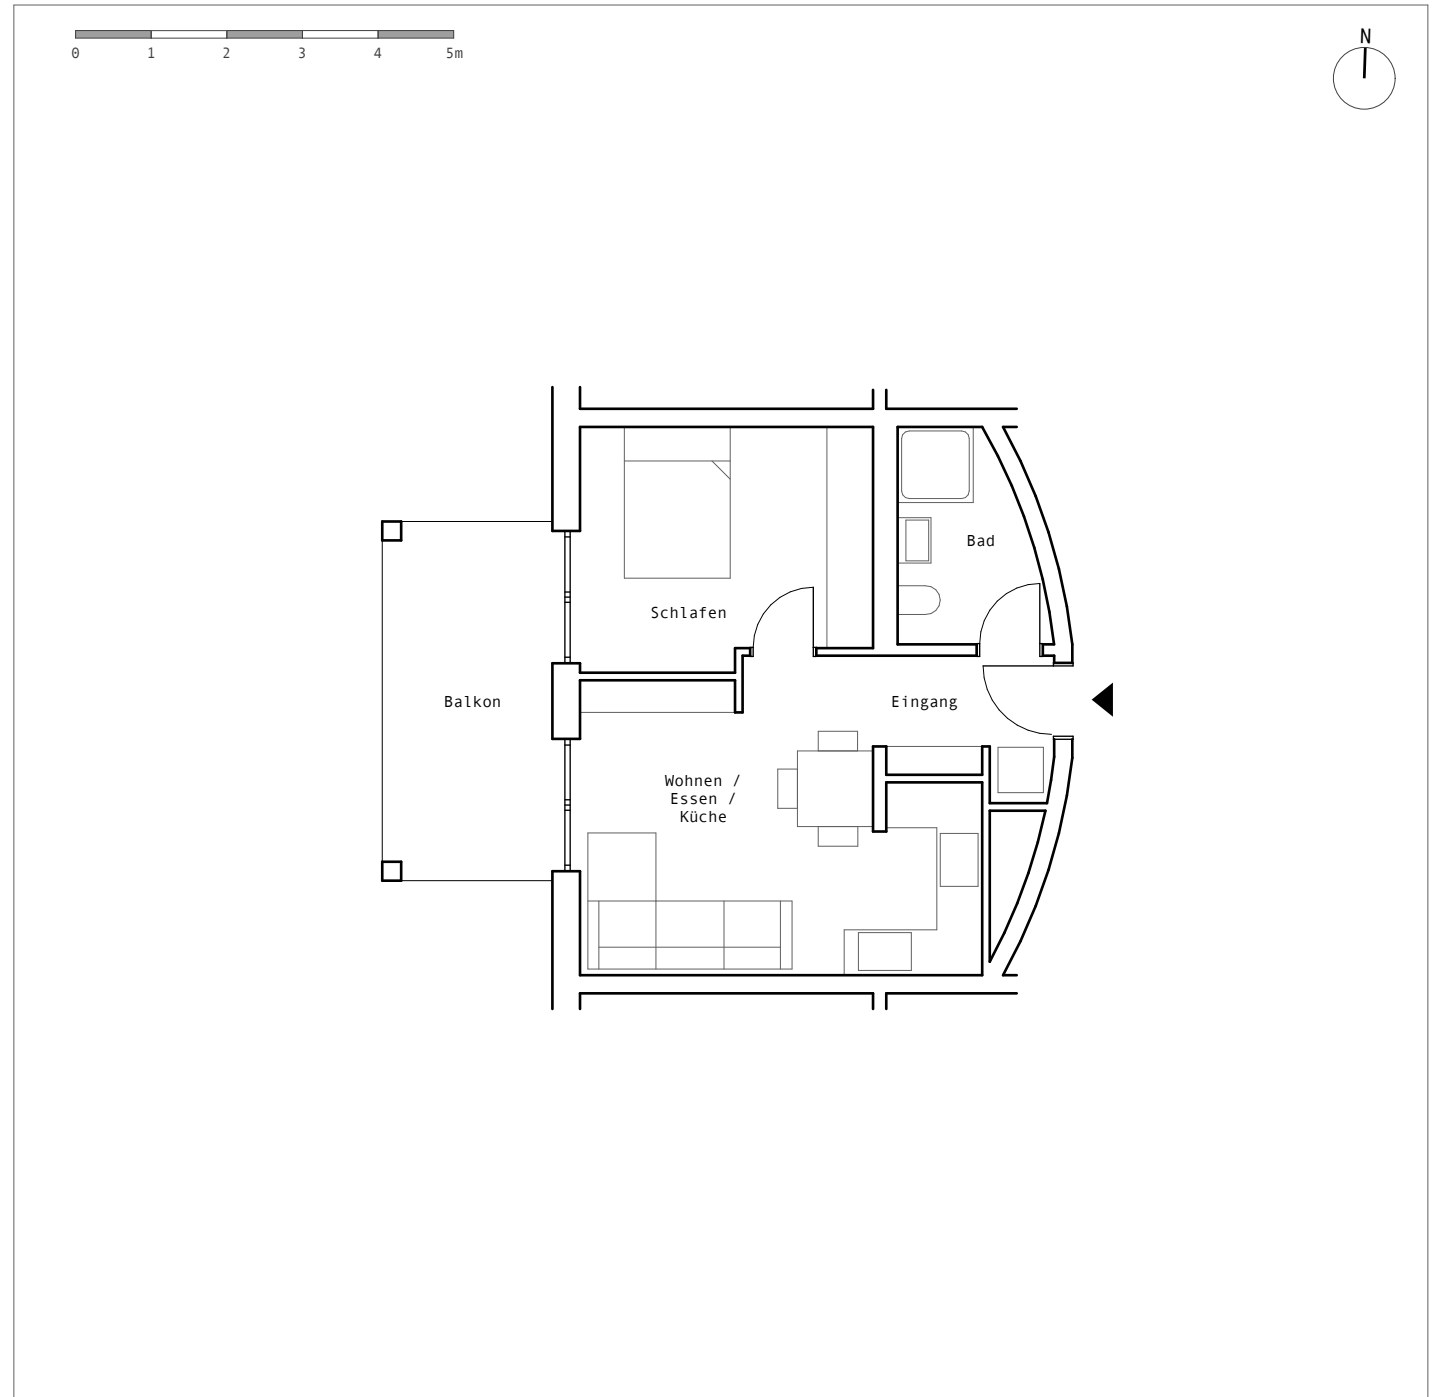 0 1 2 3 4 5m
N
Bad
Schlafen
Balkon
Eingang
Wohnen /
Essen /
Küche